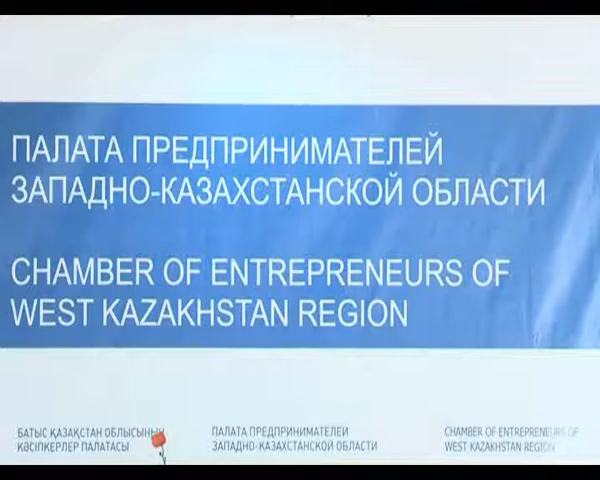 ПАЛАТА ПРЕДПРИНИМАТЕЛЕЙ
ЗАПАДНО-КАЗАХСТАНСКОЙ ОБЛАСТИ
CHAMBER OF ENTREPRENEURS OF
WEST KAZAKHSTAN REGION
БАТЫС ҚАЗАҚСТАН ОБЛЫСЫНЫҢ
КӘСІПКЕРЛЕР ПАЛАТАСЫ
ПАЛАТА ПРЕДПРИНИМАТЕЛЕЙ
ЗАПАДНО-КАЗАХСТАНСКОЙ ОБЛАСТИ
CHAMBER OF ENTREPRENEURS OF
WEST KAZAKHSTAN REGION